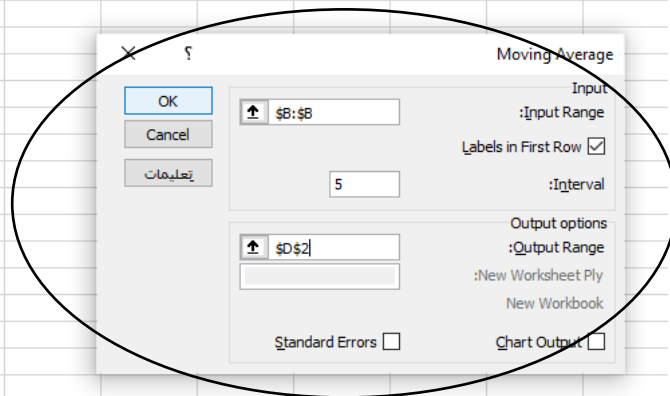 Moving Average
؟
Input
Input Range:
$B:$B
Labels in First Row
Interval:
5
OK
Cancel
تعليمات
Output options
Output Range:
$D$2
New Worksheet Ply:
New Workbook
Chart Output
Standard Errors